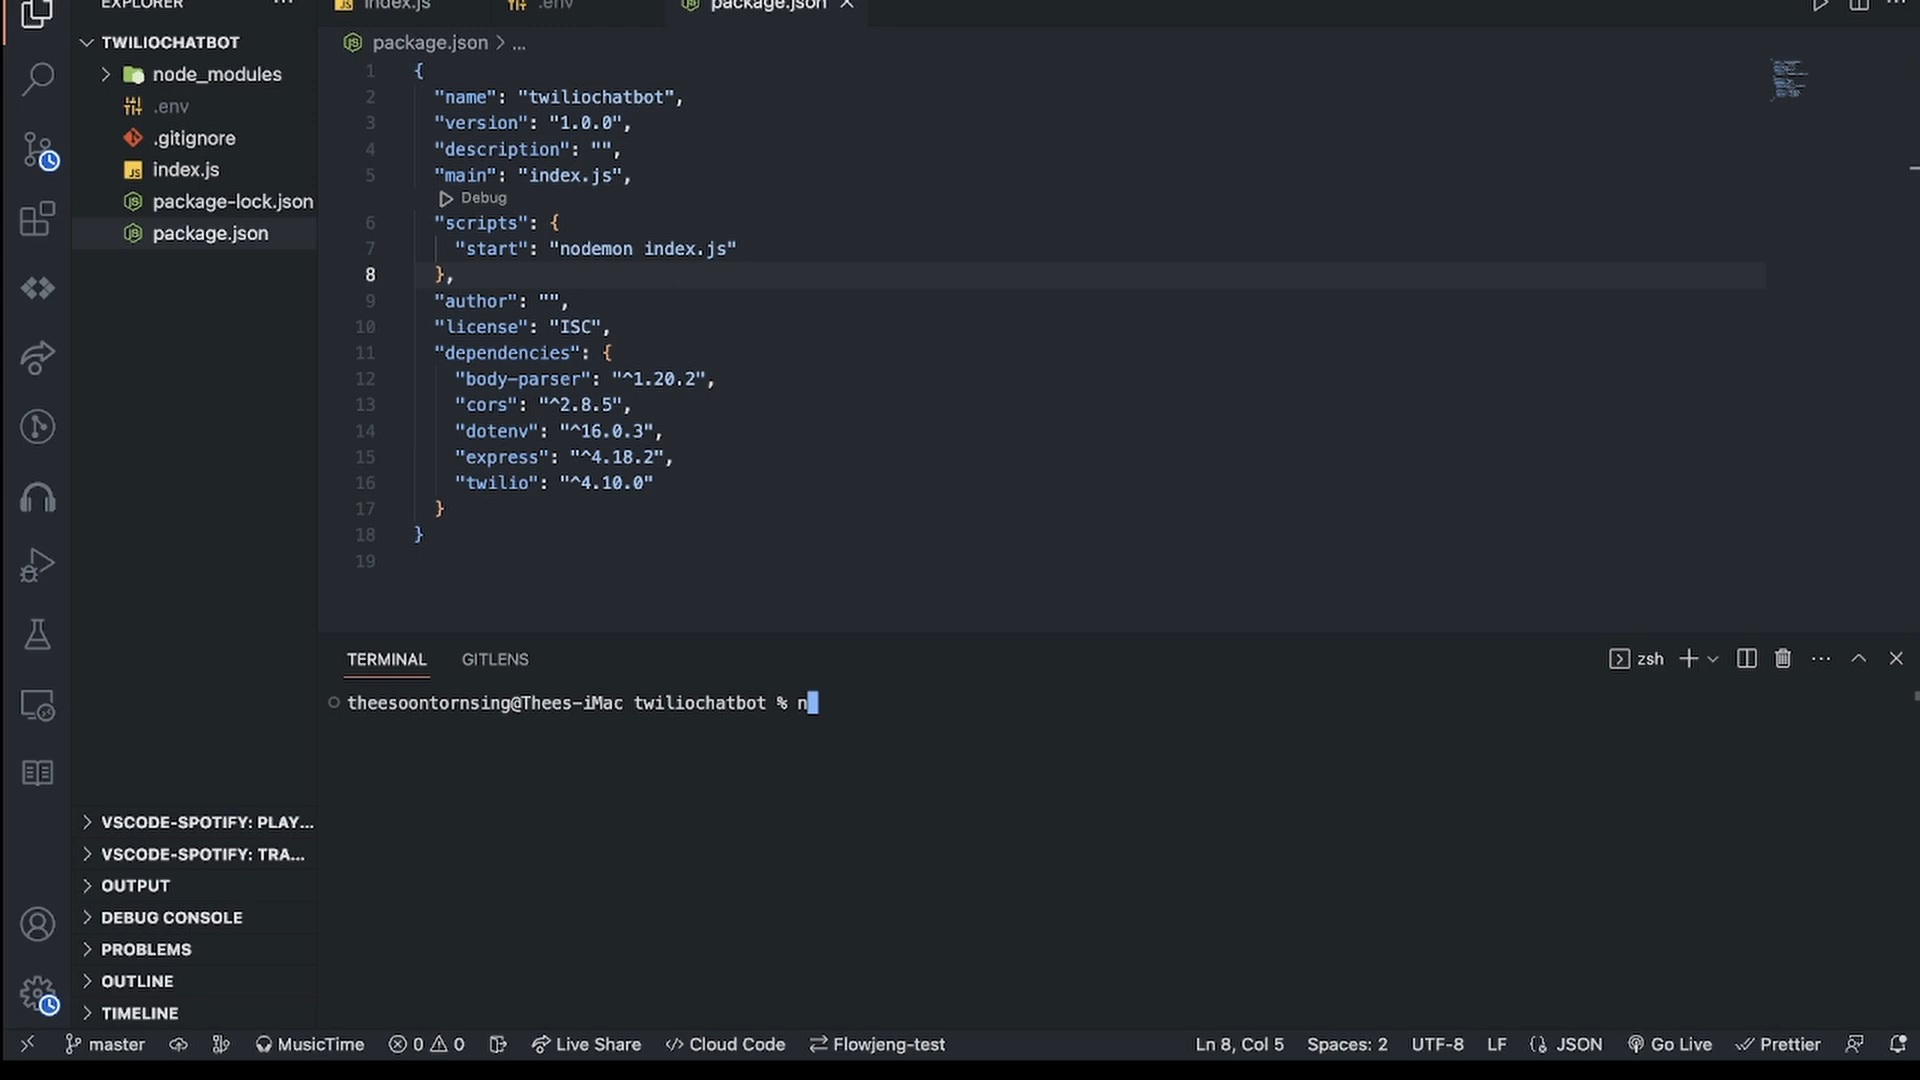 EXPLORER
index.js
.env
package.json
TWILIOCHATBOT
node_modules
.env
.gitignore
index.js
package-lock.json
package.json
package.json > ...
1 {
2 "name": "twiliochatbot",
3 "version": "1.0.0",
4 "description": "",
5 "main": "index.js",
Debug
6 "scripts": {
7 "start": "nodemon index.js"
8 },
9 "author": "",
10 "license": "ISC",
11 "dependencies": {
12 "body-parser": "^1.20.2",
13 "cors": "^2.8.5",
14 "dotenv": "^16.0.3",
15 "express": "^4.18.2",
16 "twilio": "^4.10.0"
17 }
18 }
19
TERMINAL GITLENS
zsh
theesoontornsing@Thees-iMac twiliochatbot % n
VSCODE-SPOTIFY: PLAY...
VSCODE-SPOTIFY: TRA...
OUTPUT
DEBUG CONSOLE
PROBLEMS
OUTLINE
TIMELINE
master MusicTime 0 0 Live Share </> Cloud Code Flowjeng-test Ln 8, Col 5 Spaces: 2 UTF-8 LF JSON Go Live Prettier